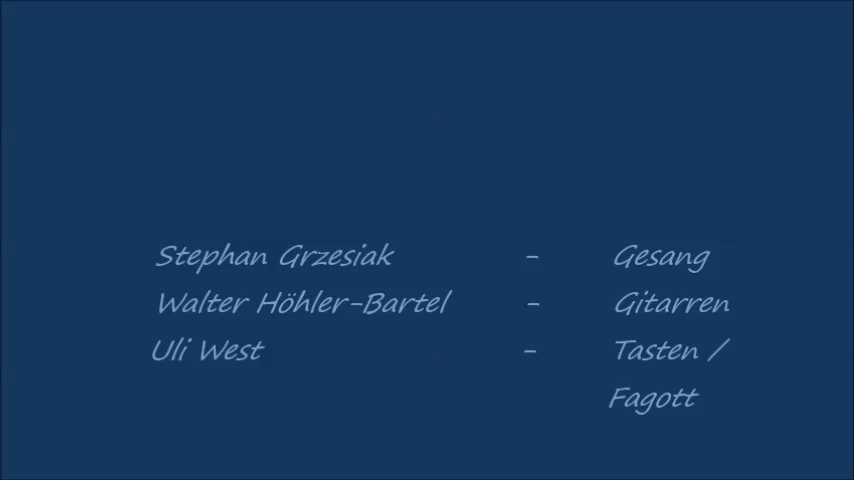 Stephan Grzesiak - Gesang
Walter Höhler-Bartel - Gitarren
Uli West - Tasten /
Fagott